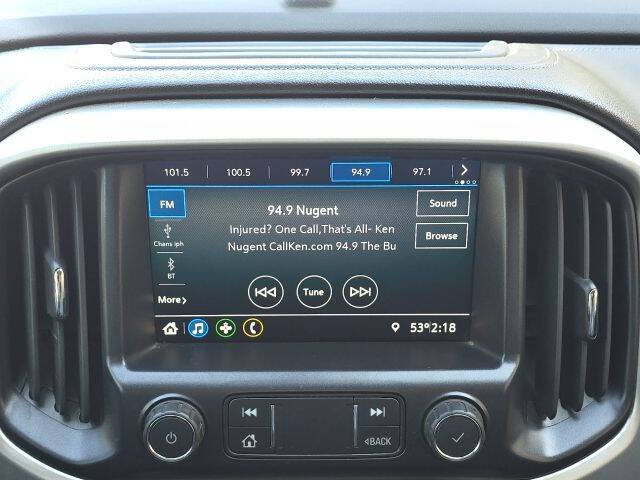 101.5 100.5 99.7 94.9 97.1
FM
94.9 Nugent
Sound
Injured? One Call,That's All- Ken
Nugent CallKen.com 94.9 The Bu
Browse
Chans iph
BT
More
Tune
53° 2:18
BACK